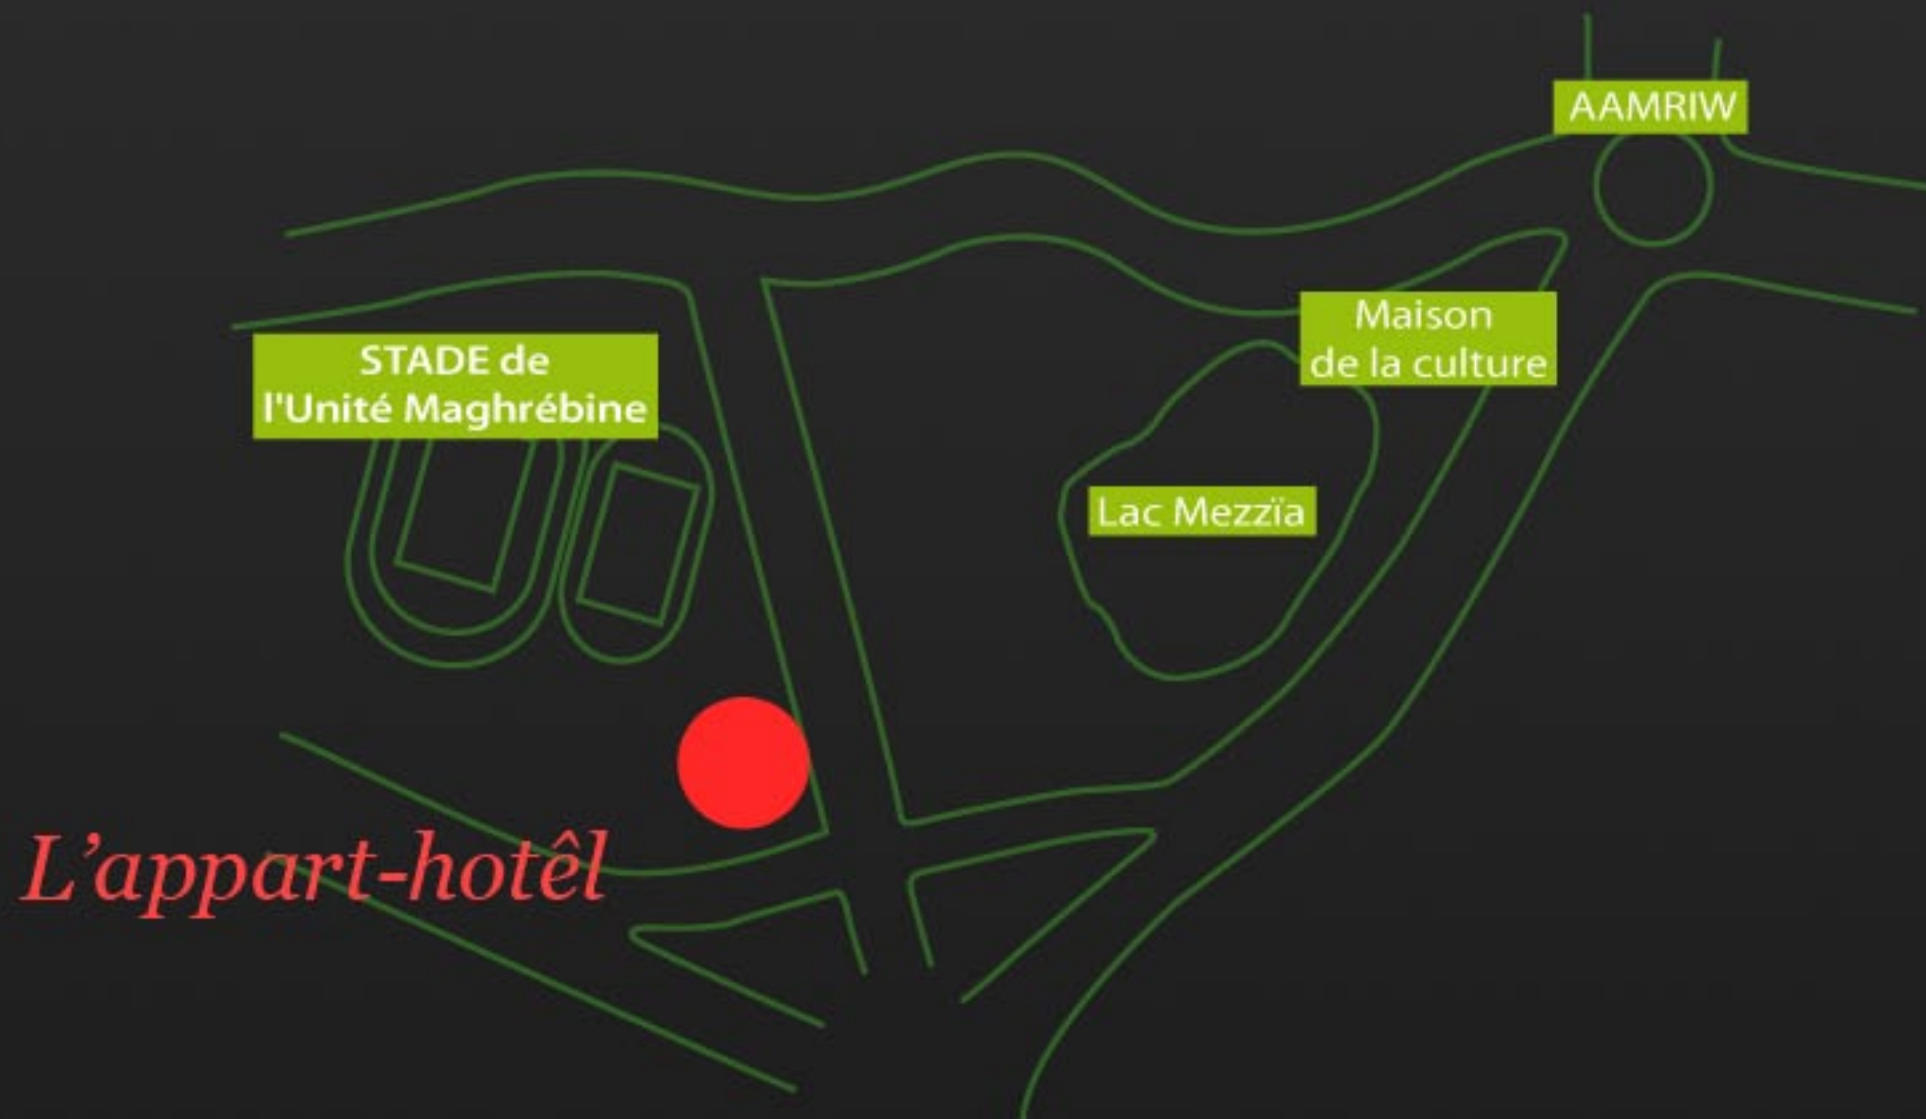 AAMRIW
Maison
de la culture
STADE de
l'Unité Maghrébine
Lac Mezzïa
L’appart-hotêl